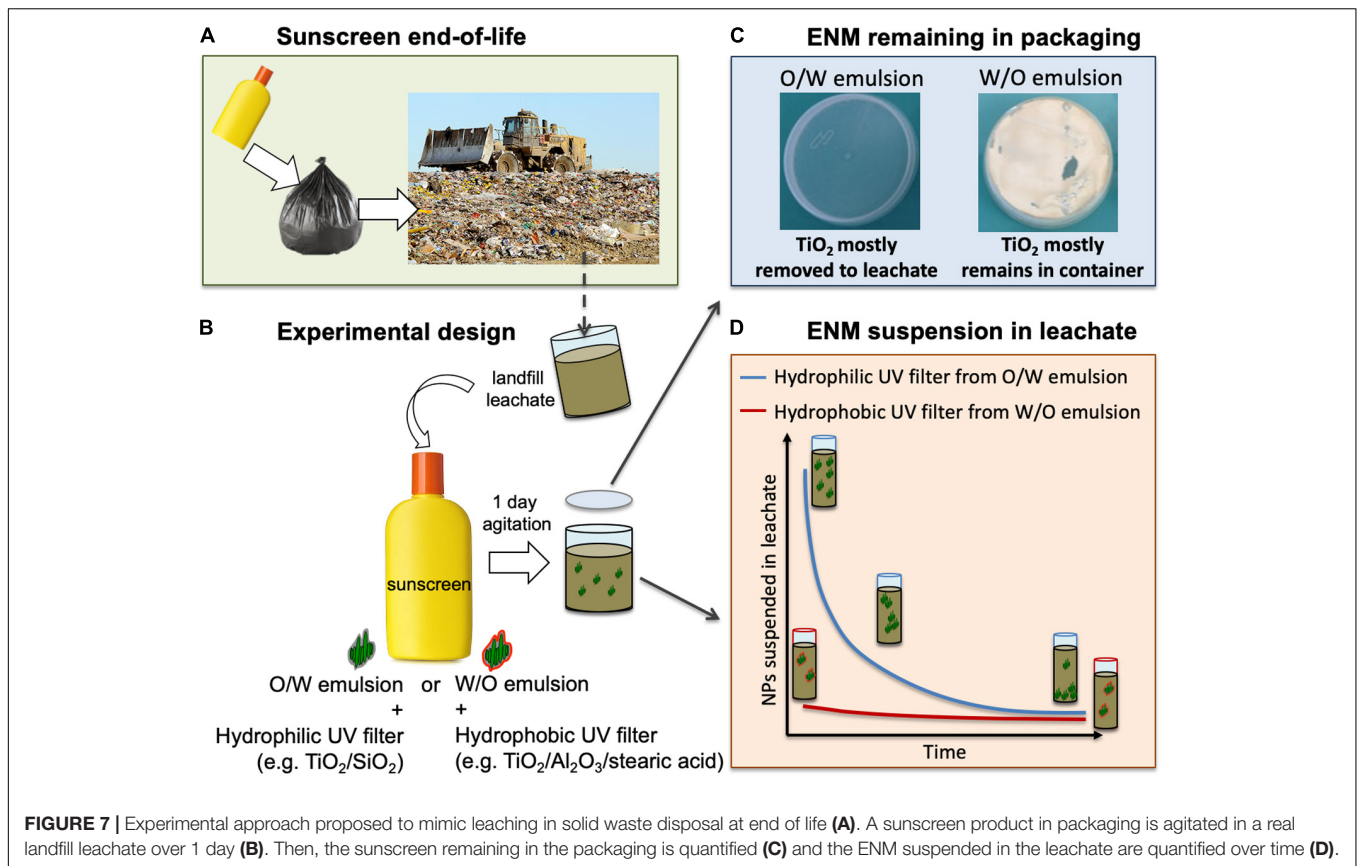 A Sunscreen end-of-life
B Experimental design
landfill
leachate
sunscreen
1 day
agitation
O/W emulsion or W/O emulsion
+ +
Hydrophilic UV filter Hydrophobic UV filter
(e.g. TiO₂/SiO₂) (e.g. TiO₂/Al₂O₃/stearic acid)
C ENM remaining in packaging
O/W emulsion W/O emulsion
TiO₂ mostly TiO₂ mostly
removed to leachate remains in container
D ENM suspension in leachate
Hydrophilic UV filter from O/W emulsion
Hydrophobic UV filter from W/O emulsion
NPs suspended in leachate
Time
FIGURE 7 | Experimental approach proposed to mimic leaching in solid waste disposal at end of life (A). A sunscreen product in packaging is agitated in a real
landfill leachate over 1 day (B). Then, the sunscreen remaining in the packaging is quantified (C) and the ENM suspended in the leachate are quantified over time (D).